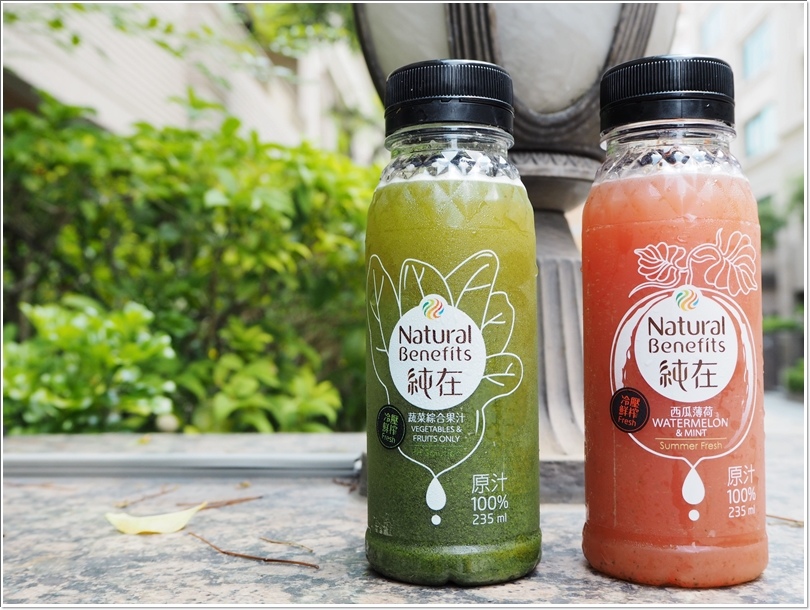 Natural
Benefits
純在
冷壓
鮮榨
Fresh
蔬菜綜合果汁
VEGETABLES &
FRUITS ONLY
原汁
100%
235 ml
Natural
Benefits
純在
冷壓
鮮榨
Fresh
西瓜薄荷
WATERMELON
& MINT
Summer Fresh
原汁
100%
235 ml